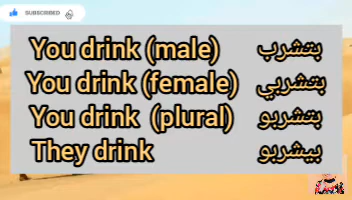 SUBSCRIBED
You drink (male) بتشرب
You drink (female) بتشربي
You drink (plural) بتشربو
They drink بيشربو